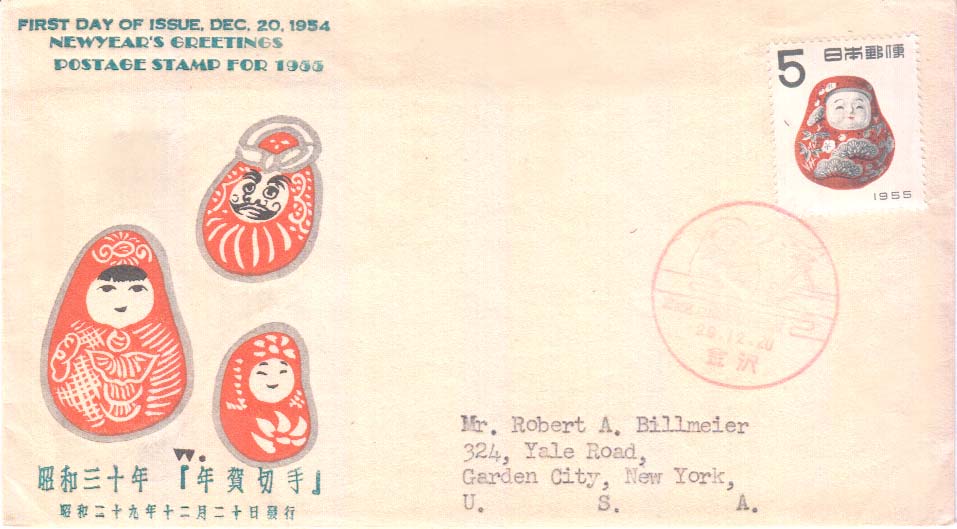 FIRST DAY OF ISSUE, DEC, 20, 1954
NEWYEAR'S GREETINGS
POSTAGE STAMP FOR 1955
5 日本郵便
1955
29.12.20
金沢
Mr. Robert A. Billmeier
324, Yale Road,
Garden City, New York,
U. S. A.
W.
昭和三十年 『年賀切手』
昭和二十九年十二月二十日發行